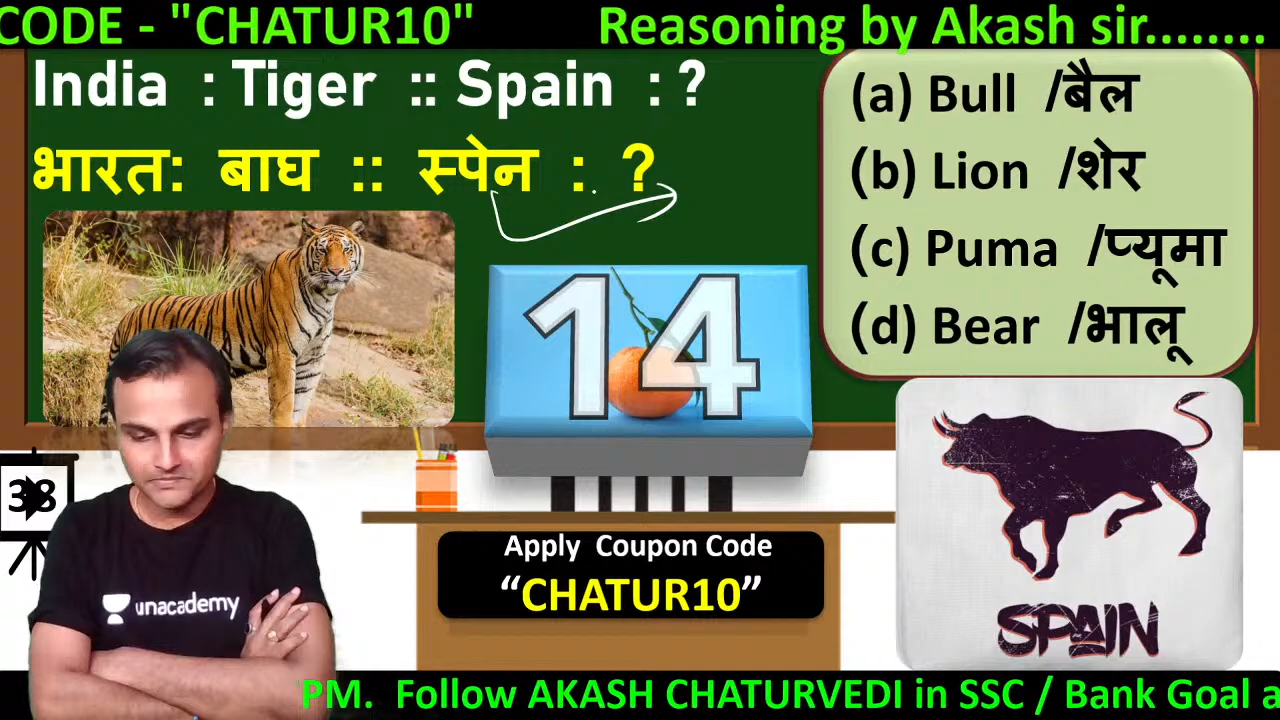 CODE - "CHATUR10" Reasoning by Akash sir........
India : Tiger :: Spain : ?
भारत: बाघ :: स्पेन : ?
(a) Bull /बैल
(b) Lion /शेर
(c) Puma /प्यूमा
(d) Bear /भालू
14
38
unacademy
Apply Coupon Code
“CHATUR10”
SPAIN
PM. Follow AKASH CHATURVEDI in SSC / Bank Goal a